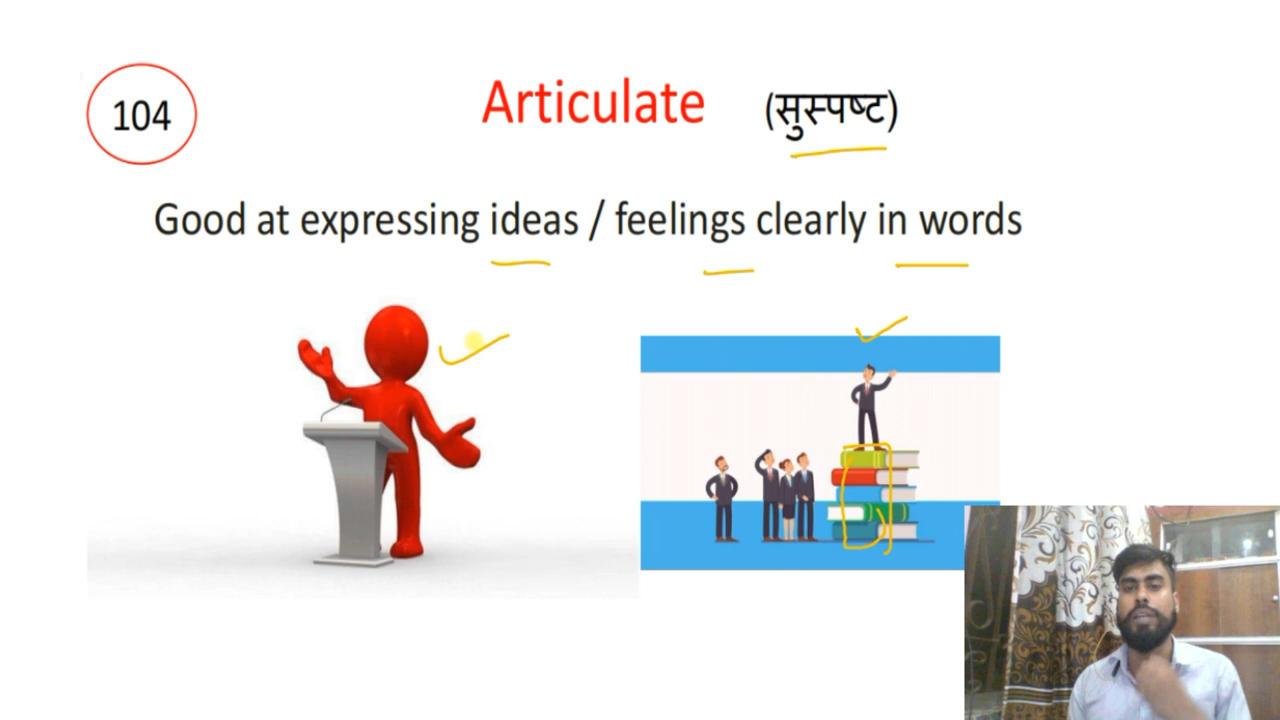 104
Articulate (सुस्पष्ट)
Good at expressing ideas / feelings clearly in words